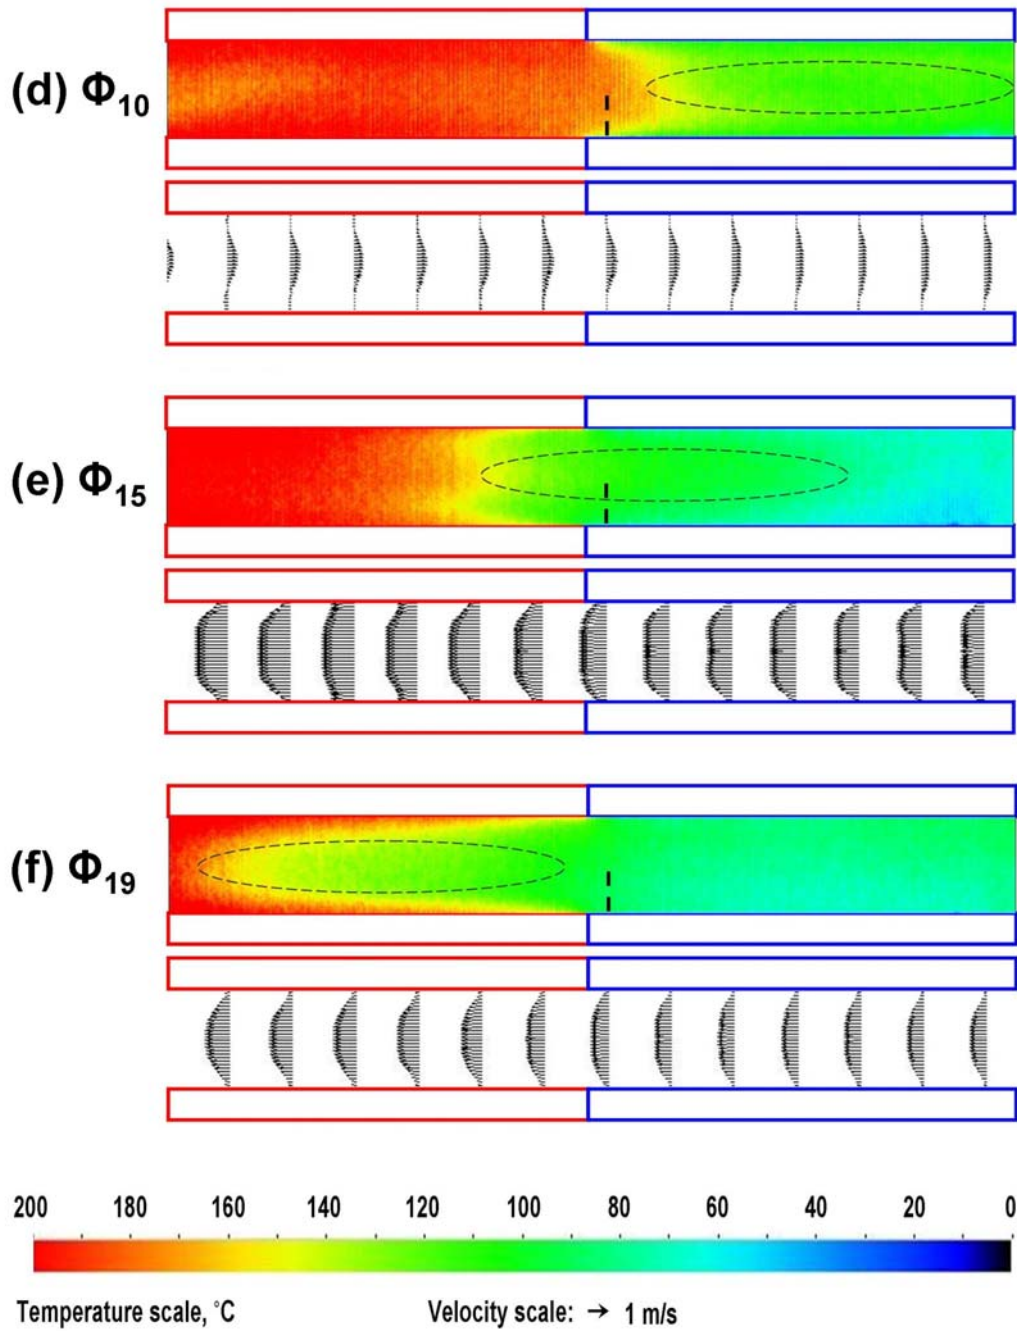 (d) Φ10
(e) Φ15
(f) Φ19
200 180 160 140 120 100 80 60 40 20 0
Temperature scale, °C Velocity scale: → 1 m/s